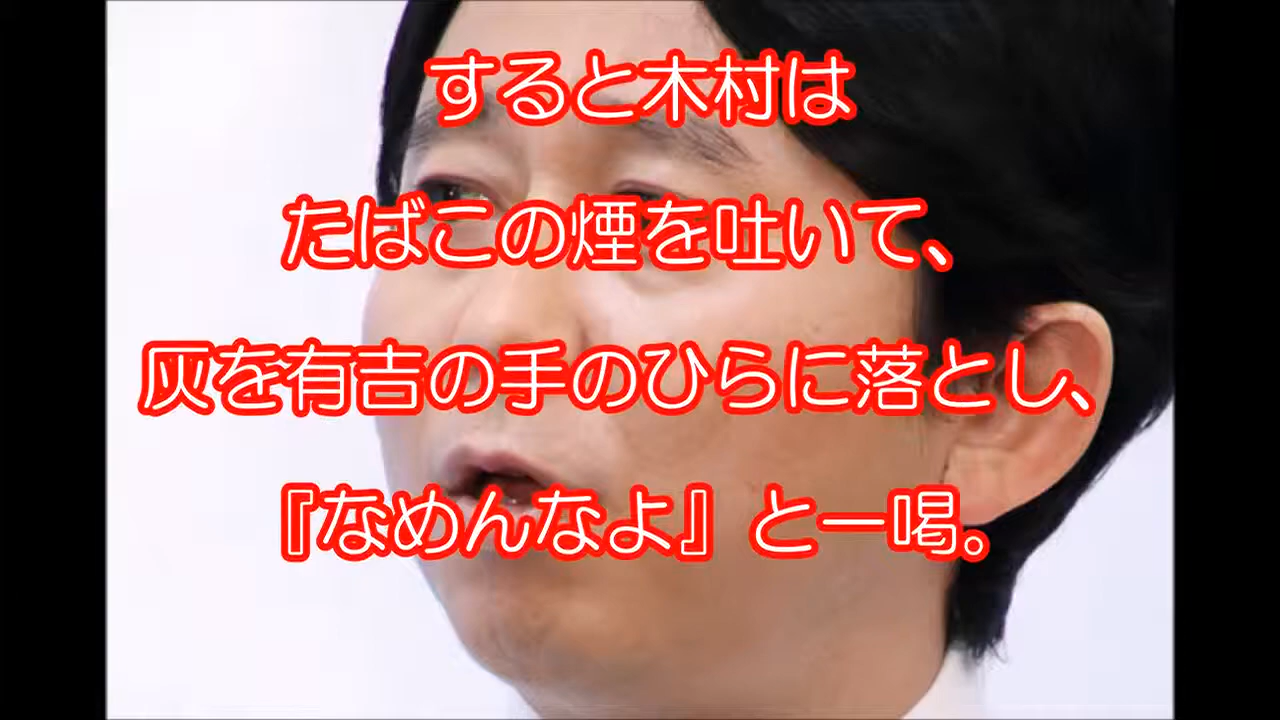 すると木村は
たばこの煙を吐いて、
灰を有吉の手のひらに落とし、
『なめんなよ』と一喝。